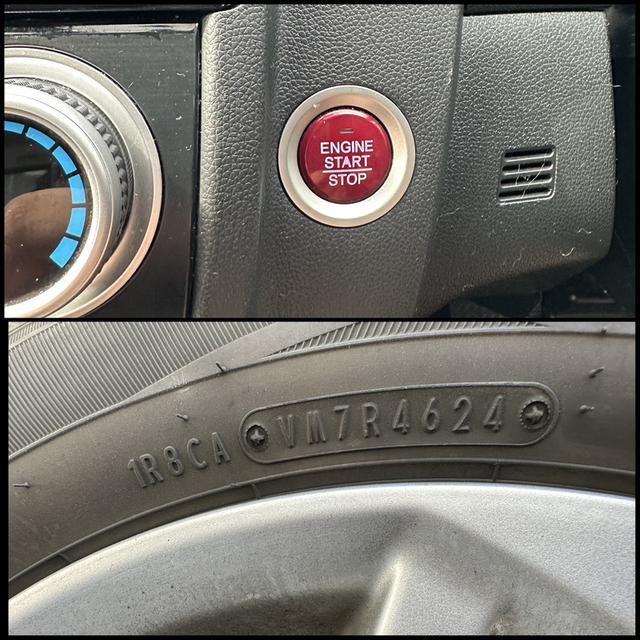 ENGINE
START
STOP
1R8CA VM7R4624